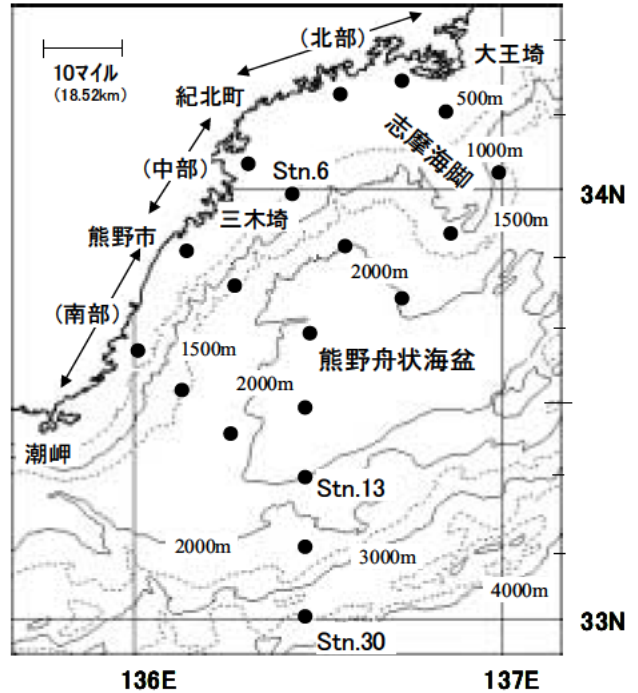 (北部)
大王埼
10マイル
(18.52km)
紀北町
500m
志摩海脚
(中部)
Stn.6
1000m
34N
三木埼
1500m
熊野市
2000m
(南部)
1500m
熊野舟状海盆
2000m
潮岬
Stn.13
2000m
3000m
4000m
33N
Stn.30
136E
137E